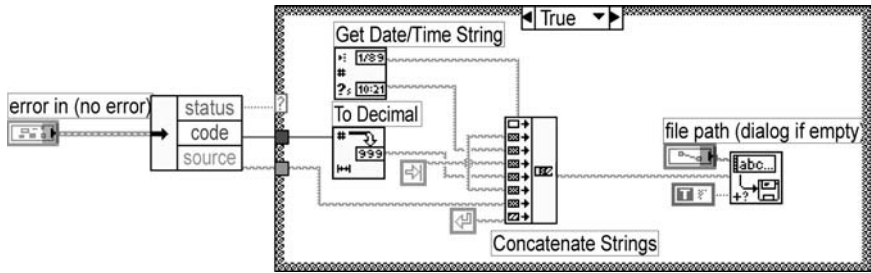 True
Get Date/Time String
1/89
#
?
10:21
error in (no error)
status
?
To Decimal
code
#
file path (dialog if empty
source
999
abc...
T
+?
Concatenate Strings